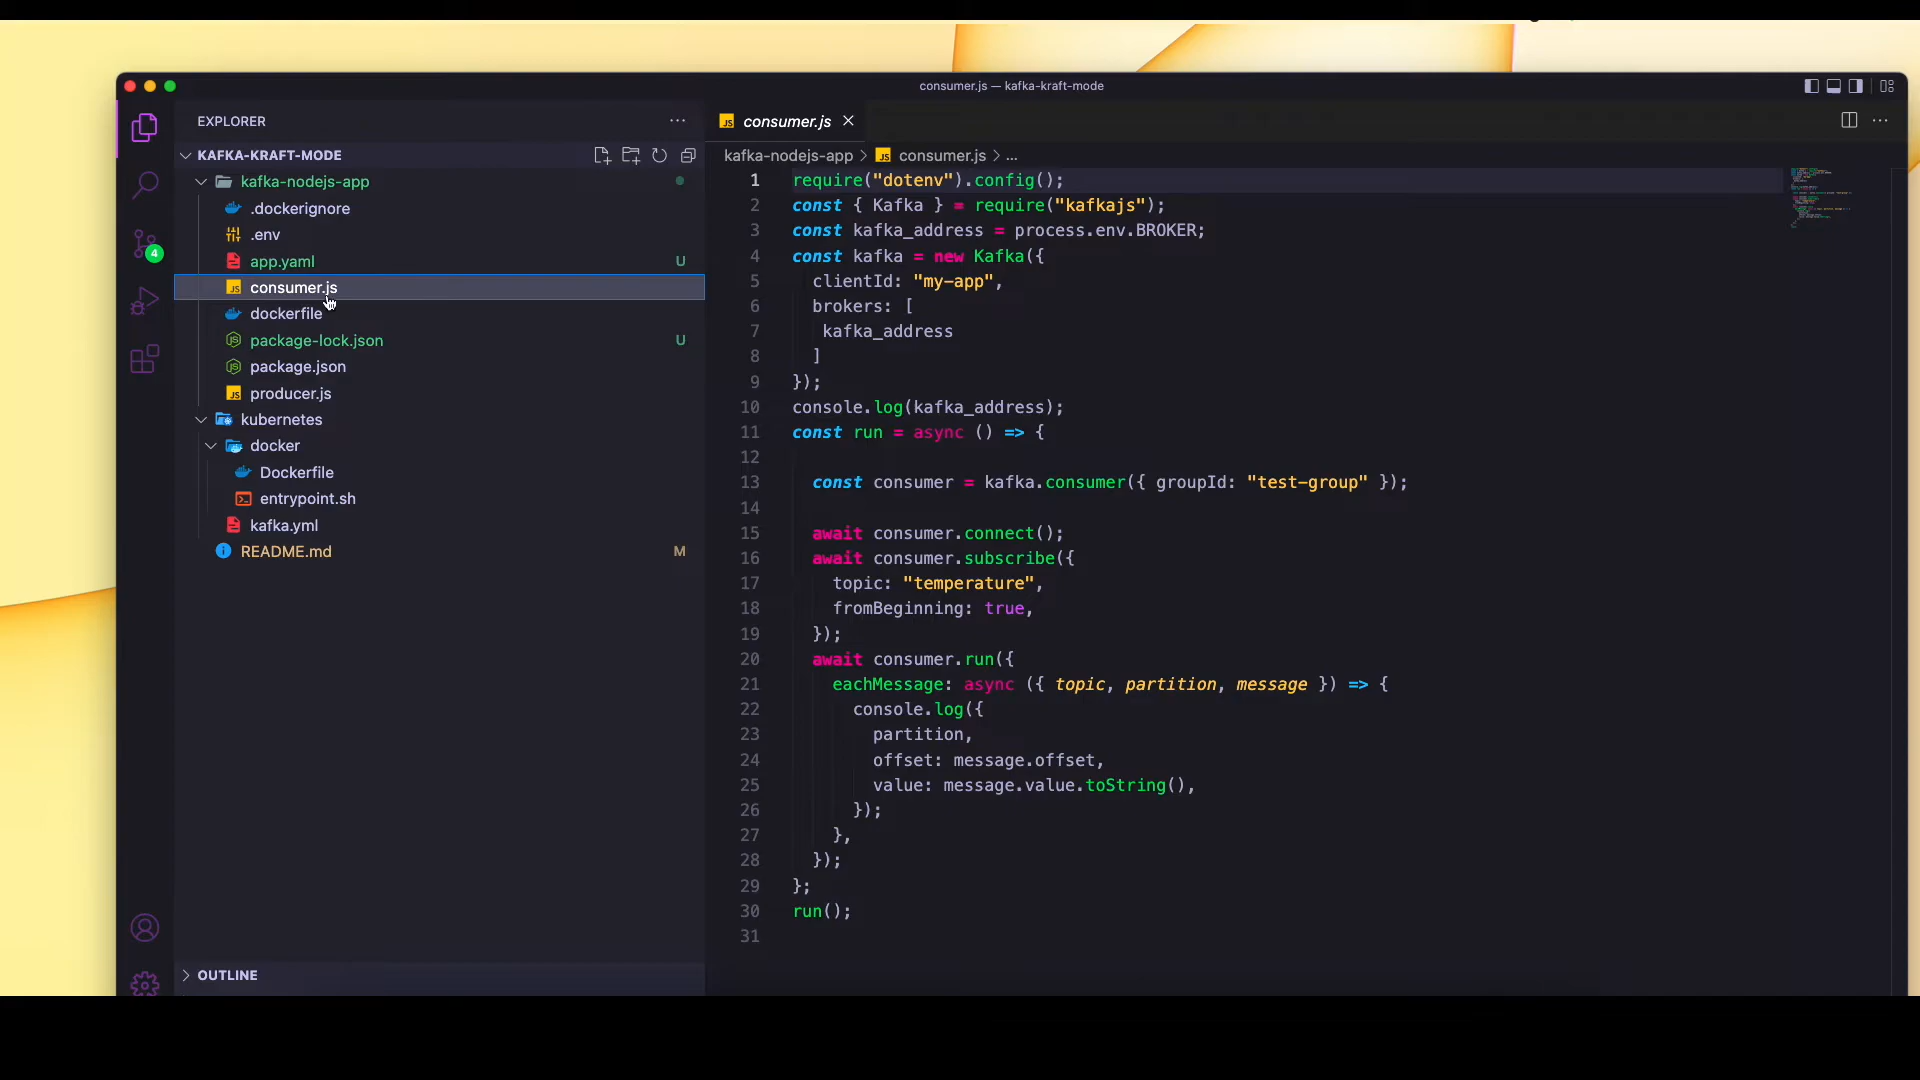 consumer.js — kafka-kraft-mode
EXPLORER
KAFKA-KRAFT-MODE
kafka-nodejs-app
.dockerignore
.env
app.yaml U
JS consumer.js
dockerfile
package-lock.json U
package.json
JS producer.js
kubernetes
docker
Dockerfile
entrypoint.sh
kafka.yml
README.md M
4
OUTLINE
JS consumer.js
kafka-nodejs-app > JS consumer.js > ...
1 require("dotenv").config();
2 const { Kafka } = require("kafkajs");
3 const kafka_address = process.env.BROKER;
4 const kafka = new Kafka({
5 clientId: "my-app",
6 brokers: [
7 kafka_address
8 ]
9 });
10 console.log(kafka_address);
11 const run = async () => {
12
13 const consumer = kafka.consumer({ groupId: "test-group" });
14
15 await consumer.connect();
16 await consumer.subscribe({
17 topic: "temperature",
18 fromBeginning: true,
19 });
20 await consumer.run({
21 eachMessage: async ({ topic, partition, message }) => {
22 console.log({
23 partition,
24 offset: message.offset,
25 value: message.value.toString(),
26 });
27 },
28 });
29 };
30 run();
31